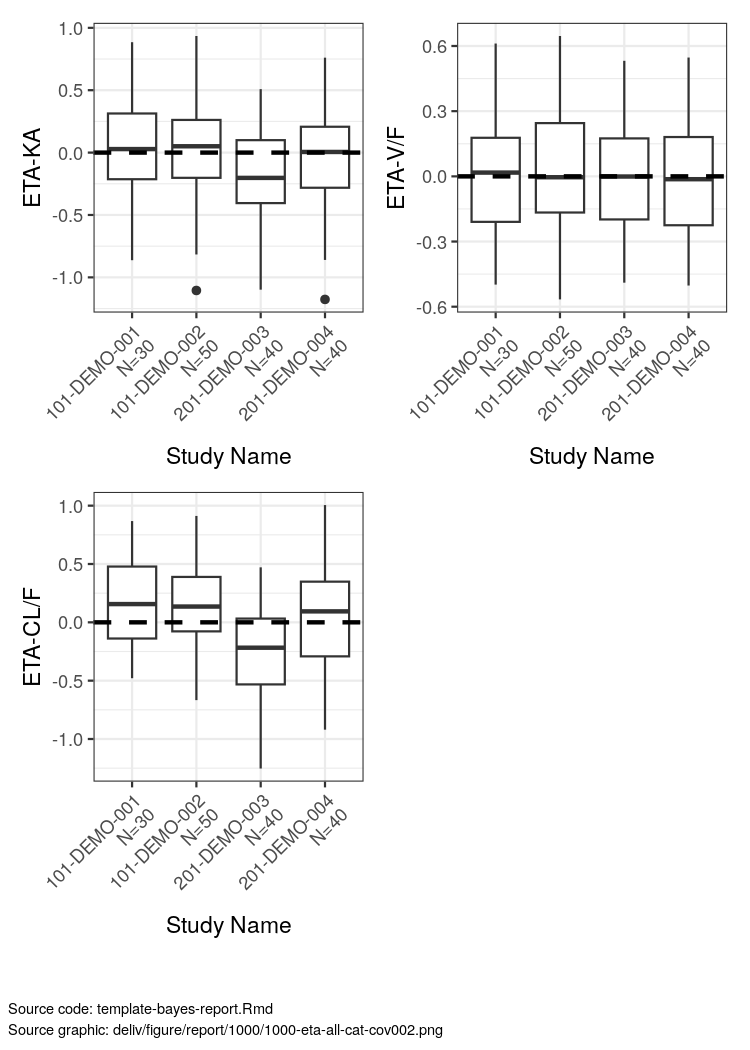 ETA-KA
1.0
0.5
0.0
-0.5
-1.0
101-DEMO-001
N=30
101-DEMO-002
N=50
201-DEMO-003
N=40
201-DEMO-004
N=40
Study Name
ETA-V/F
0.6
0.3
0.0
-0.3
-0.6
101-DEMO-001
N=30
101-DEMO-002
N=50
201-DEMO-003
N=40
201-DEMO-004
N=40
Study Name
ETA-CL/F
1.0
0.5
0.0
-0.5
-1.0
101-DEMO-001
N=30
101-DEMO-002
N=50
201-DEMO-003
N=40
201-DEMO-004
N=40
Study Name
Source code: template-bayes-report.Rmd
Source graphic: deliv/figure/report/1000/1000-eta-all-cat-cov002.png